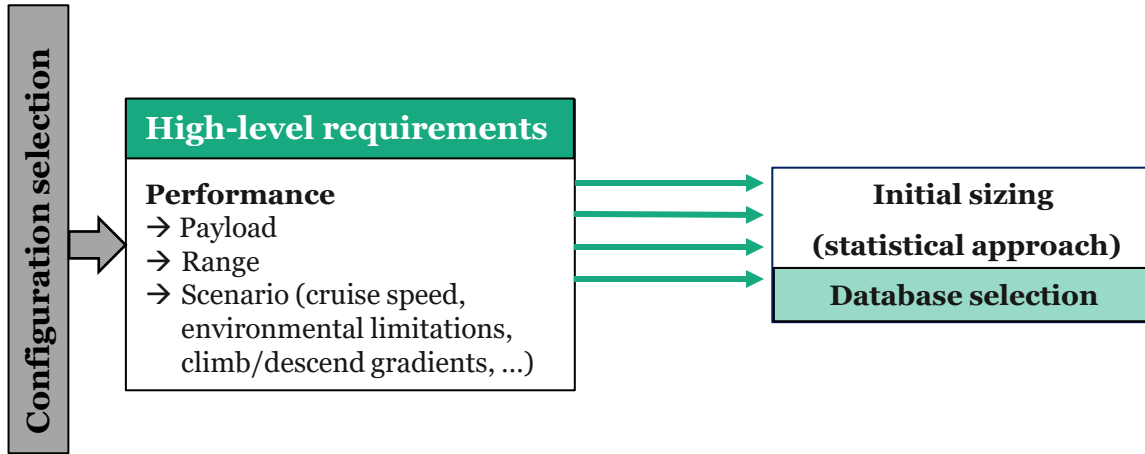 Configuration selection
High-level requirements
Performance
→ Payload
→ Range
→ Scenario (cruise speed,
environmental limitations,
climb/descend gradients, ...)
Initial sizing
(statistical approach)
Database selection